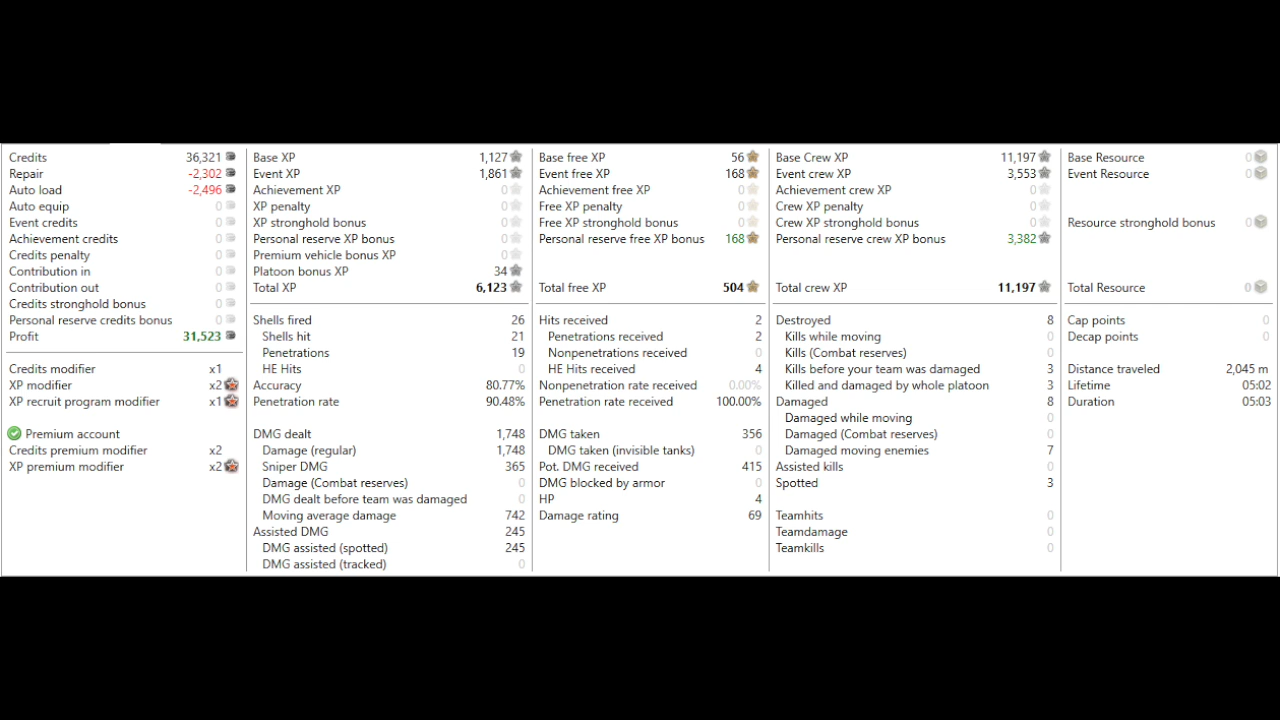 Credits 36,321
Repair -2,302
Auto load -2,496
Auto equip 0
Event credits 0
Achievement credits 0
Credits penalty 0
Contribution in 0
Contribution out 0
Credits stronghold bonus 0
Personal reserve credits bonus 0
Profit 31,523
Credits modifier x1
XP modifier x2
XP recruit program modifier x1
Premium account
Credits premium modifier x2
XP premium modifier x2
Base XP 1,127
Event XP 1,861
Achievement XP 0
XP penalty 0
XP stronghold bonus 0
Personal reserve XP bonus 0
Premium vehicle bonus XP 0
Platoon bonus XP 34
Total XP 6,123
Shells fired 26
Shells hit 21
Penetrations 19
HE Hits 0
Accuracy 80.77%
Penetration rate 90.48%
DMG dealt 1,748
Damage (regular) 1,748
Sniper DMG 365
Damage (Combat reserves) 0
DMG dealt before team was damaged 0
Moving average damage 742
Assisted DMG 245
DMG assisted (spotted) 245
DMG assisted (tracked) 0
Base free XP 56
Event free XP 168
Achievement free XP 0
Free XP penalty 0
Free XP stronghold bonus 0
Personal reserve free XP bonus 168
Total free XP 504
Hits received 2
Penetrations received 2
Nonpenetrations received 0
HE Hits received 4
Nonpenetration rate received 0.00%
Penetration rate received 100.00%
DMG taken 356
DMG taken (invisible tanks) 0
Pot. DMG received 415
DMG blocked by armor 0
HP 4
Damage rating 69
Base Crew XP 11,197
Event crew XP 3,553
Achievement crew XP 0
Crew XP penalty 0
Crew XP stronghold bonus 0
Personal reserve crew XP bonus 3,382
Total crew XP 11,197
Destroyed 8
Kills while moving 0
Kills (Combat reserves) 0
Kills before your team was damaged 3
Killed and damaged by whole platoon 3
Damaged 8
Damaged while moving 0
Damaged (Combat reserves) 0
Damaged moving enemies 7
Assisted kills 0
Spotted 3
Teamhits 0
Teamdamage 0
Teamkills 0
Base Resource 0
Event Resource 0
Resource stronghold bonus 0
Total Resource 0
Cap points 0
Decap points 0
Distance traveled 2,045 m
Lifetime 05:02
Duration 05:03